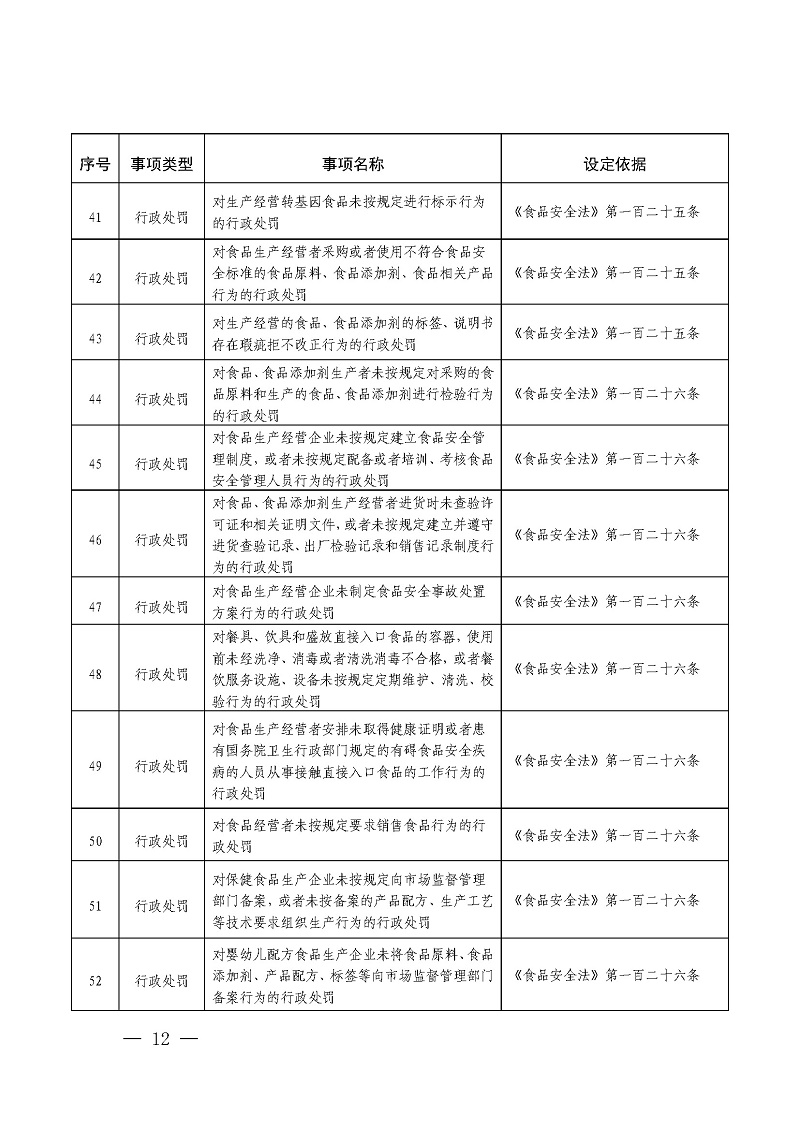 序号 事项类型 事项名称 设定依据
41 行政处罚 对生产经营转基因食品未按规定进行标示行为
的行政处罚 《食品安全法》第一百二十五条
42 行政处罚 对食品生产经营者采购或者使用不符合食品安
全标准的食品原料、食品添加剂、食品相关产品
行为的行政处罚 《食品安全法》第一百二十五条
43 行政处罚 对生产经营的食品、食品添加剂的标签、说明书
存在瑕疵拒不改正行为的行政处罚 《食品安全法》第一百二十五条
44 行政处罚 对食品、食品添加剂生产者未按规定对采购的食
品原料和生产的食品、食品添加剂进行检验行为
的行政处罚 《食品安全法》第一百二十六条
45 行政处罚 对食品生产经营企业未按规定建立食品安全管
理制度，或者未按规定配备或者培训、考核食品
安全管理人员行为的行政处罚 《食品安全法》第一百二十六条
46 行政处罚 对食品、食品添加剂生产经营者进货时未查验许
可证和相关证明文件，或者未按规定建立并遵守
进货查验记录、出厂检验记录和销售记录制度行
为的行政处罚 《食品安全法》第一百二十六条
47 行政处罚 对食品生产经营企业未制定食品安全事故处置
方案行为的行政处罚 《食品安全法》第一百二十六条
48 行政处罚 对餐具、饮具和盛放直接入口食品的容器，使用
前未经洗净、消毒或者清洗消毒不合格，或者餐
饮服务设施、设备未按规定定期维护、清洗、校
验行为的行政处罚 《食品安全法》第一百二十六条
49 行政处罚 对食品生产经营者安排未取得健康证明或者患
有国务院卫生行政部门规定的有碍食品安全疾
病的人员从事接触直接入口食品的工作行为的
行政处罚 《食品安全法》第一百二十六条
50 行政处罚 对食品经营者未按规定要求销售食品行为的行
政处罚 《食品安全法》第一百二十六条
51 行政处罚 对保健食品生产企业未按规定向市场监督管理
部门备案，或者未按备案的产品配方、生产工艺
等技术要求组织生产行为的行政处罚 《食品安全法》第一百二十六条
52 行政处罚 对婴幼儿配方食品生产企业未将食品原料、食品
添加剂、产品配方、标签等向市场监督管理部门
备案行为的行政处罚 《食品安全法》第一百二十六条
— 12 —